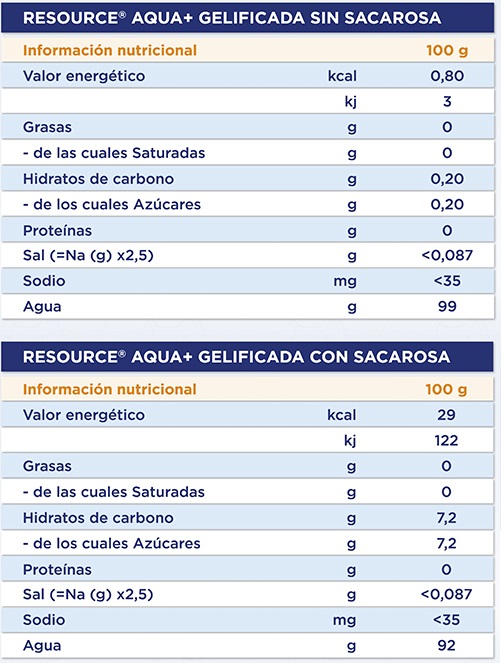 RESOURCE® AQUA+ GELIFICADA SIN SACAROSA
Información nutricional 100 g
Valor energético kcal 0,80
kj 3
Grasas g 0
- de las cuales Saturadas g 0
Hidratos de carbono g 0,20
- de los cuales Azúcares g 0,20
Proteínas g 0
Sal (=Na (g) x2,5) g <0,087
Sodio mg <35
Agua g 99
RESOURCE® AQUA+ GELIFICADA CON SACAROSA
Información nutricional 100 g
Valor energético kcal 29
kj 122
Grasas g 0
- de las cuales Saturadas g 0
Hidratos de carbono g 7,2
- de los cuales Azúcares g 7,2
Proteínas g 0
Sal (=Na (g) x2,5) g <0,087
Sodio mg <35
Agua g 92